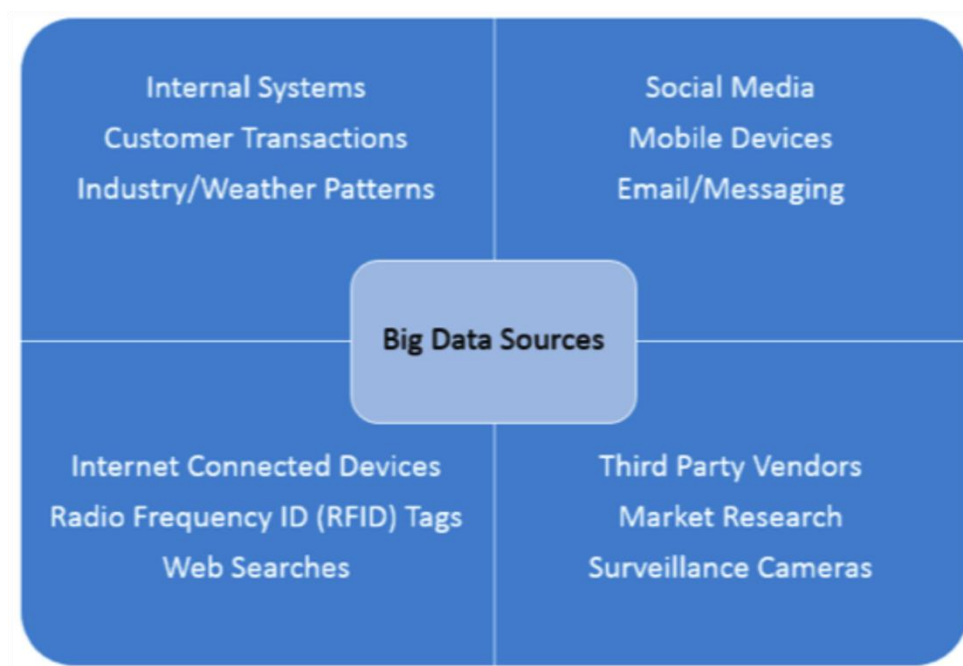 Internal Systems
Customer Transactions
Industry/Weather Patterns
Social Media
Mobile Devices
Email/Messaging
Big Data Sources
Internet Connected Devices
Radio Frequency ID (RFID) Tags
Web Searches
Third Party Vendors
Market Research
Surveillance Cameras